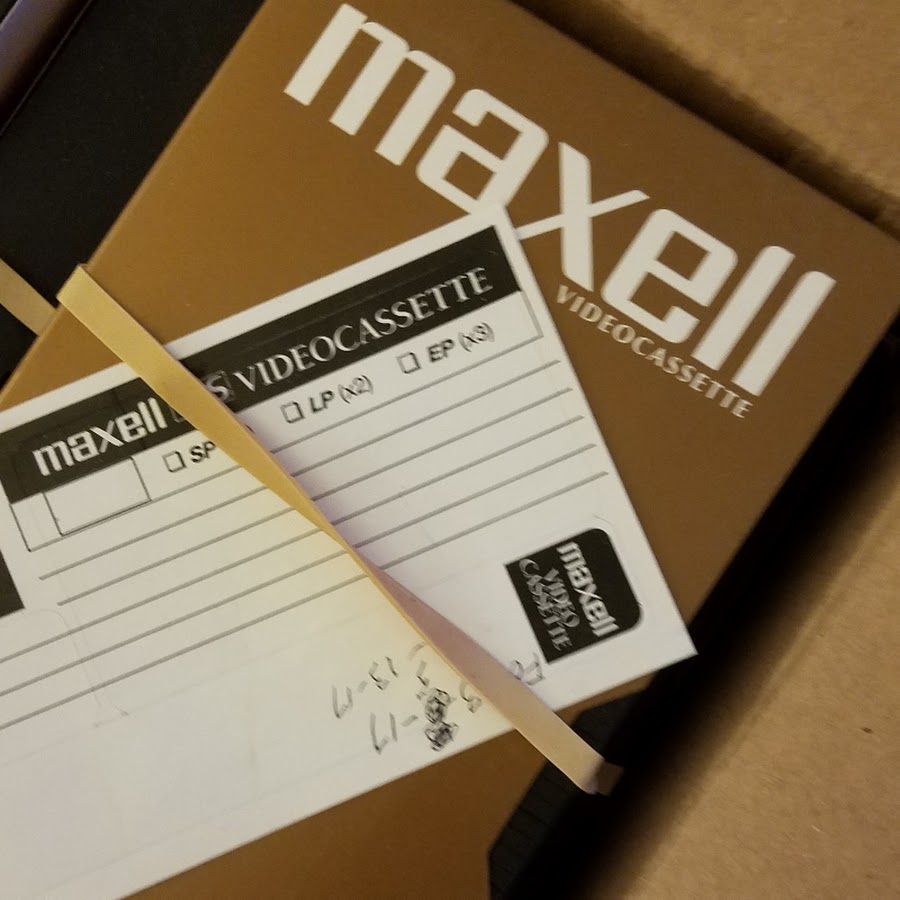 maxell
VIDEOCASSETTE
maxell VIDEOCASSETTE
SP
LP (x2)
EP (x3)
maxell
VIDEO
CASSETTE